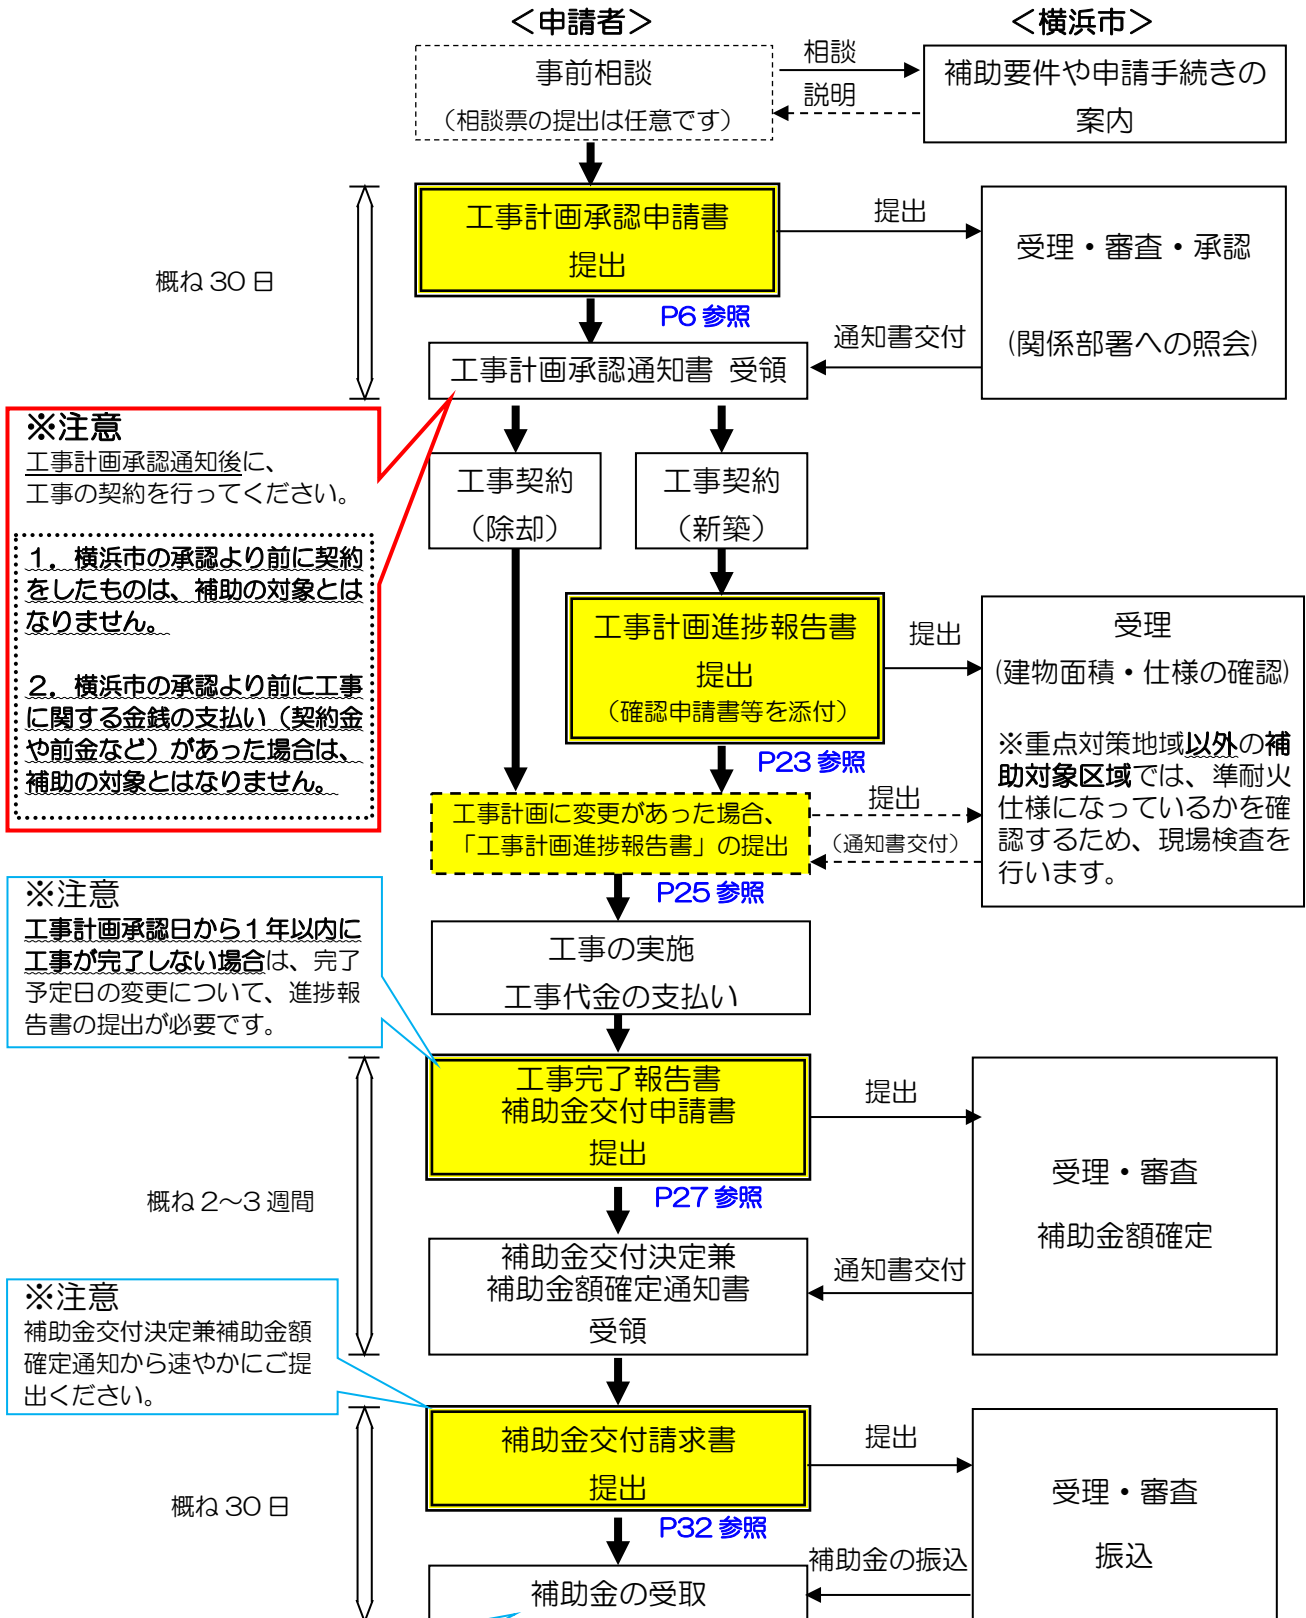 ＜申請者＞
＜横浜市＞
事前相談
（相談票の提出は任意です）
相談
説明
補助要件や申請手続きの
案内
工事計画承認申請書
提出
提出
受理・審査・承認
(関係部署への照会)
概ね 30 日
P6 参照
通知書交付
工事計画承認通知書 受領
※注意
工事計画承認通知後に、
工事の契約を行ってください。
１．横浜市の承認より前に契約
をしたものは、補助の対象とは
なりません。
２．横浜市の承認より前に工事
に関する金銭の支払い（契約金
や前金など）があった場合は、
補助の対象とはなりません。
工事契約
（除却）
工事契約
（新築）
工事計画進捗報告書
提出
（確認申請書等を添付）
提出
受理
(建物面積・仕様の確認)
※重点対策地域以外の補
助対象区域では、準耐火
仕様になっているかを確
認するため、現場検査を
行います。
P23 参照
工事計画に変更があった場合、
「工事計画進捗報告書」の提出
提出
（通知書交付）
P25 参照
※注意
工事計画承認日から１年以内に
工事が完了しない場合は、完了
予定日の変更について、進捗報
告書の提出が必要です。
工事の実施
工事代金の支払い
工事完了報告書
補助金交付申請書
提出
提出
受理・審査
補助金額確定
概ね 2～3 週間
P27 参照
補助金交付決定兼
補助金額確定通知書
受領
通知書交付
※注意
補助金交付決定兼補助金額
確定通知から速やかにご提
出ください。
補助金交付請求書
提出
提出
受理・審査
振込
概ね 30 日
P32 参照
補助金の振込
補助金の受取